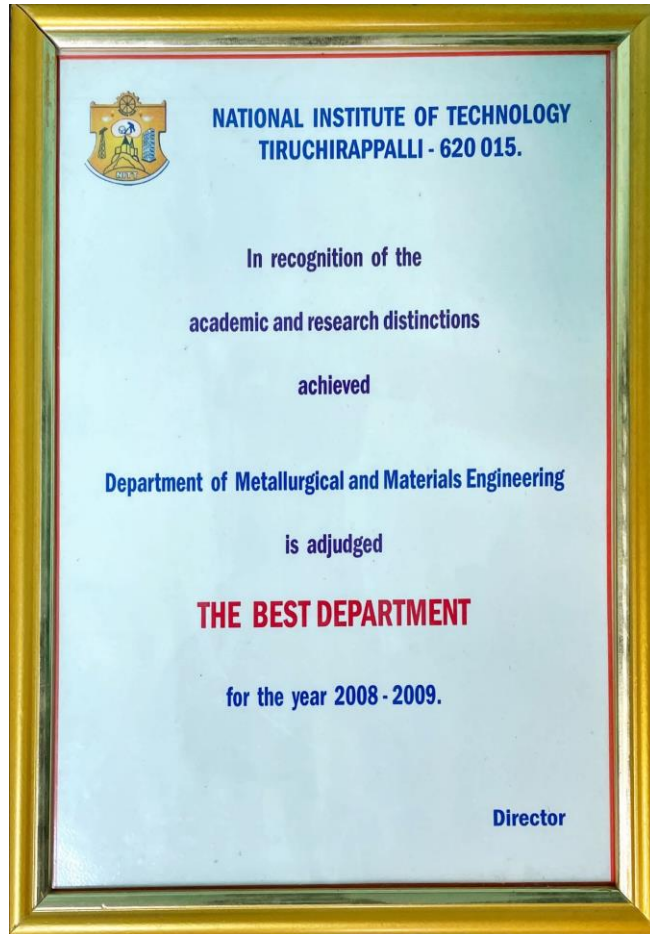 NITT
NATIONAL INSTITUTE OF TECHNOLOGY
TIRUCHIRAPPALLI - 620 015.
In recognition of the
academic and research distinctions
achieved
Department of Metallurgical and Materials Engineering
is adjudged
THE BEST DEPARTMENT
for the year 2008 - 2009.
Director